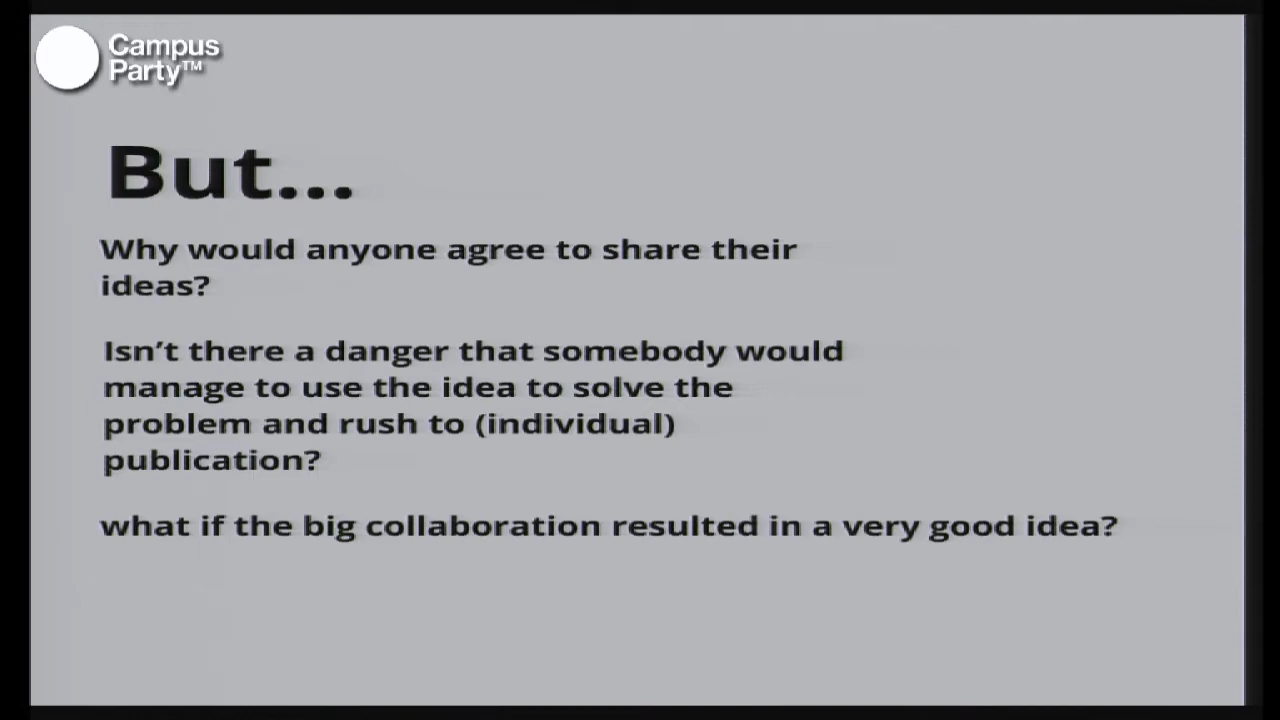 Campus
Party™
But...
Why would anyone agree to share their
ideas?
Isn't there a danger that somebody would
manage to use the idea to solve the
problem and rush to (individual)
publication?
what if the big collaboration resulted in a very good idea?